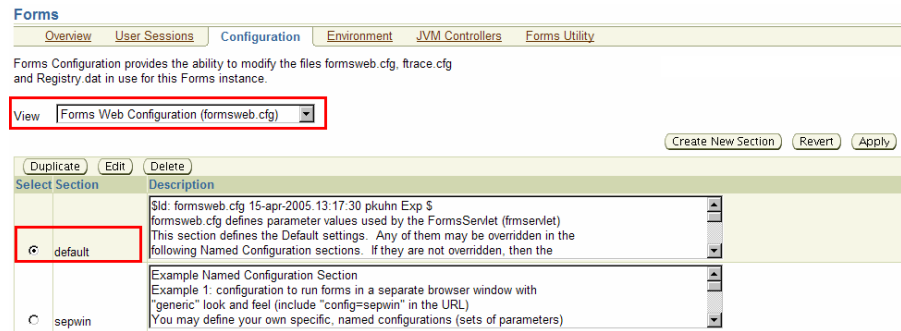 Forms
Overview User Sessions Configuration Environment JVM Controllers Forms Utility
Forms Configuration provides the ability to modify the files formsweb.cfg, ftrace.cfg
and Registry.dat in use for this Forms instance.
View Forms Web Configuration (formsweb.cfg)
Create New Section Revert Apply
Duplicate Edit Delete
Select Section Description
$Id: formsweb.cfg 15-apr-2005.13:17:30 pkuhn Exp $
formsweb.cfg defines parameter values used by the FormsServlet (frmservlet)
This section defines the Default settings. Any of them may be overridden in the
following Named Configuration sections. If they are not overridden, then the
default
Example Named Configuration Section
Example 1: configuration to run forms in a separate browser window with
"generic" look and feel (include "config=sepwin" in the URL)
You may define your own specific, named configurations (sets of parameters)
sepwin